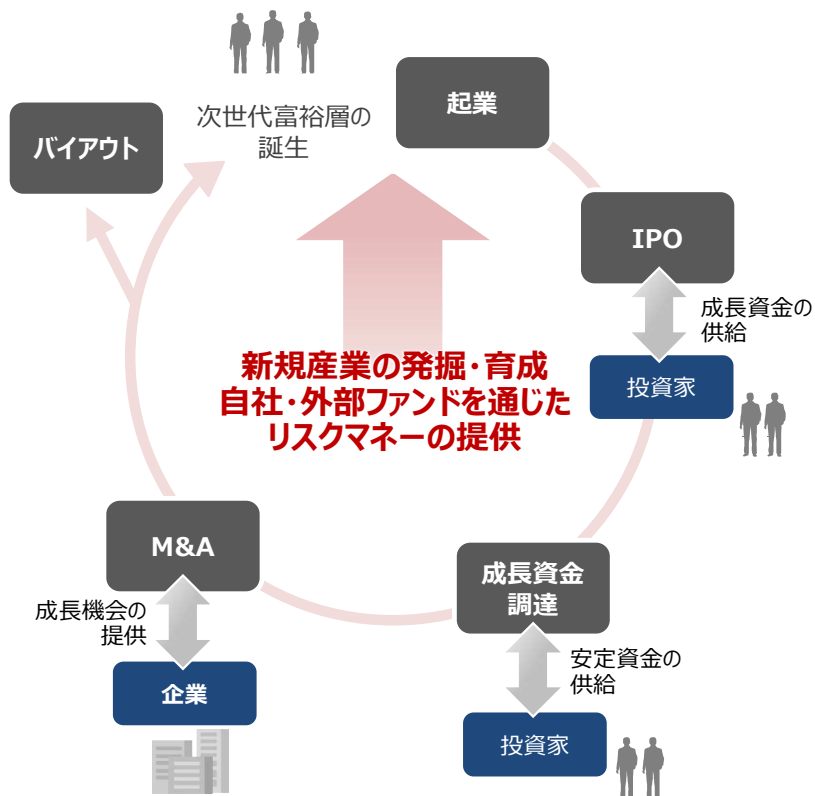 次世代富裕層の
誕生
起業
バイアウト
IPO
成長資金の
供給
投資家
新規産業の発掘・育成
自社・外部ファンドを通じた
リスクマネーの提供
M&A
成長機会の
提供
企業
成長資金
調達
安定資金の
供給
投資家